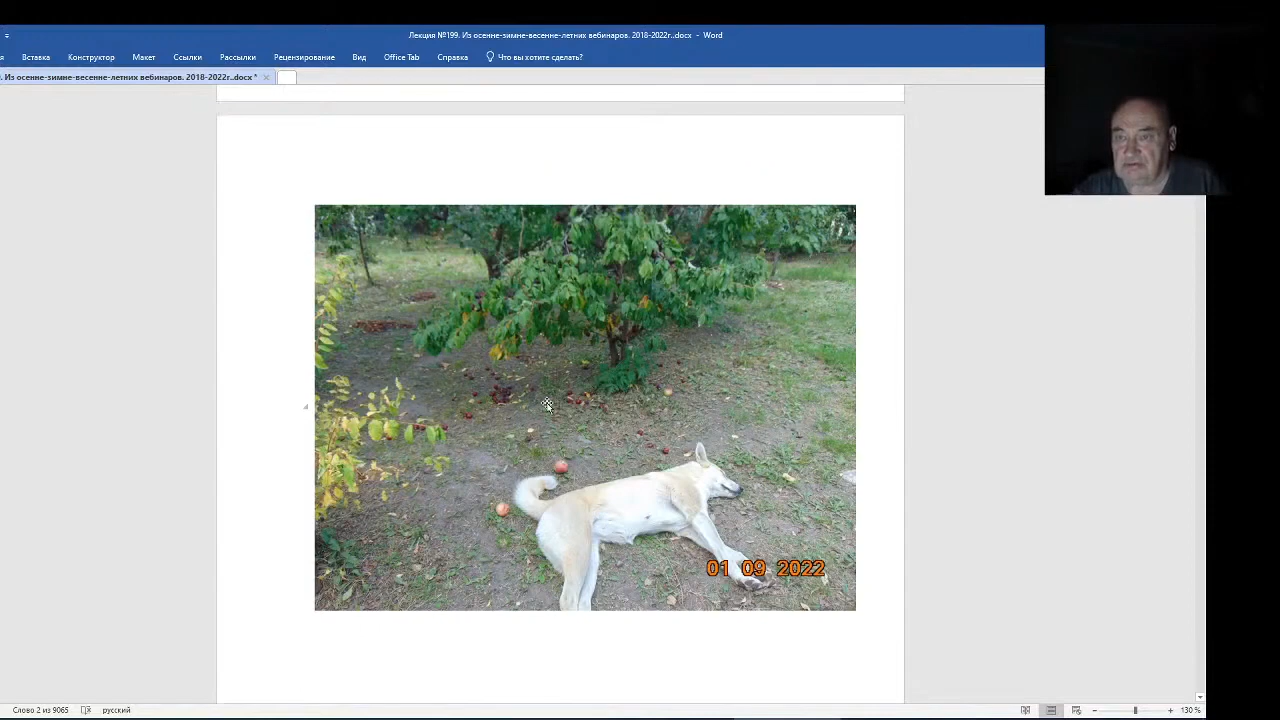 Лекция №199. Из осенне-зимне-весенне-летних вебинаров. 2018-2022г..docx - Word
я Вставка Конструктор Макет Ссылки Рассылки Рецензирование Вид Office Tab Справка Что вы хотите сделать?
. Из осенне-зимне-весенне-летних вебинаров. 2018-2022г..docx *
01 09 2022
Слово 2 из 9065 русский 130 %